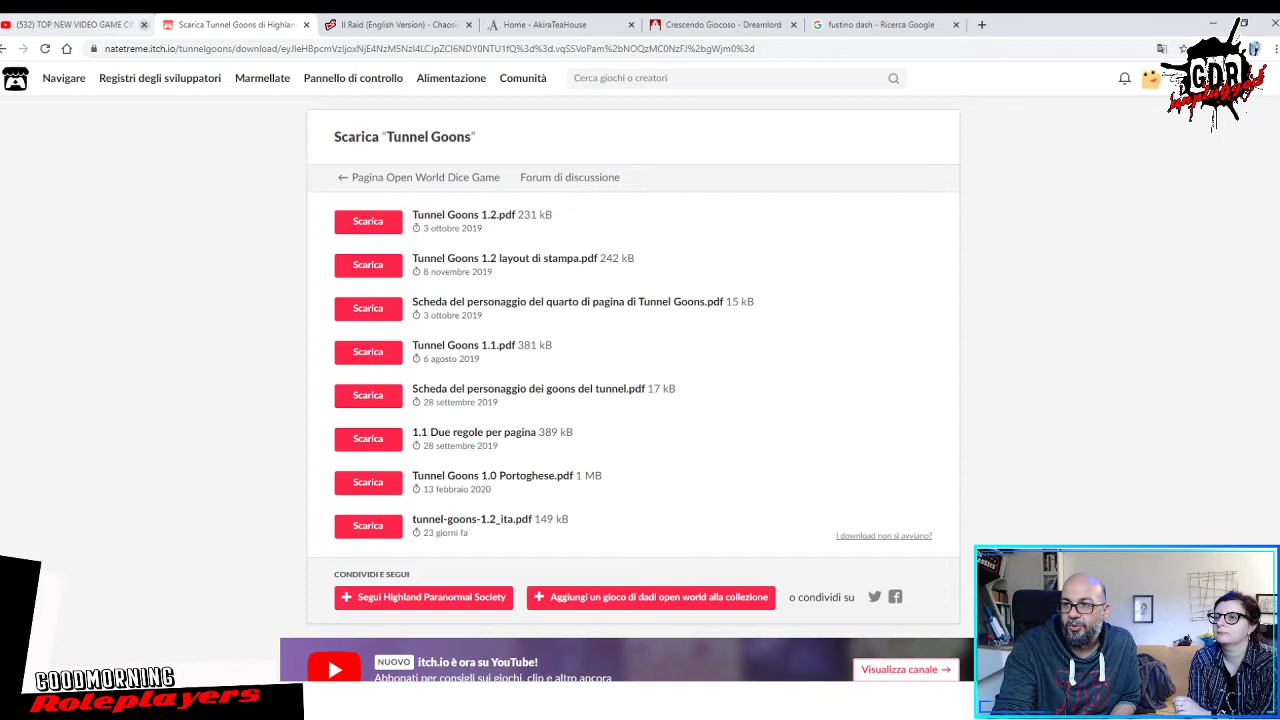 (532) TOP NEW VIDEO GAME CI
Scarica Tunnel Goons di Highlan
Il Raid (English Version) - Chaosi
Home - AkiraTeaHouse
Crescendo Giocoso - Dreamlord
fustino dash - Ricerca Google
Navigare
Registri degli sviluppatori
Marmellate
Pannello di controllo
Alimentazione
Comunità
Cerca giochi o creatori
GDR
unplugged
Scarica "Tunnel Goons"
← Pagina Open World Dice Game
Forum di discussione
Scarica
Tunnel Goons 1.2.pdf 231 kB
3 ottobre 2019
Scarica
Tunnel Goons 1.2 layout di stampa.pdf 242 kB
8 novembre 2019
Scarica
Scheda del personaggio del quarto di pagina di Tunnel Goons.pdf 15 kB
3 ottobre 2019
Scarica
Tunnel Goons 1.1.pdf 381 kB
6 agosto 2019
Scarica
Scheda del personaggio dei goons del tunnel.pdf 17 kB
28 settembre 2019
Scarica
1.1 Due regole per pagina 389 kB
28 settembre 2019
Scarica
Tunnel Goons 1.0 Portoghese.pdf 1 MB
13 febbraio 2020
Scarica
tunnel-goons-1.2_ita.pdf 149 kB
23 giorni fa
I download non si avviano?
CONDIVIDI E SEGUI
+ Segui Highland Paranormal Society
+ Aggiungi un gioco di dadi open world alla collezione
o condividi su
NUOVO itch.io è ora su YouTube!
Abbonati per consigli sui giochi, clip e altro ancora
Visualizza canale →
GOODMORNING
Roleplayers